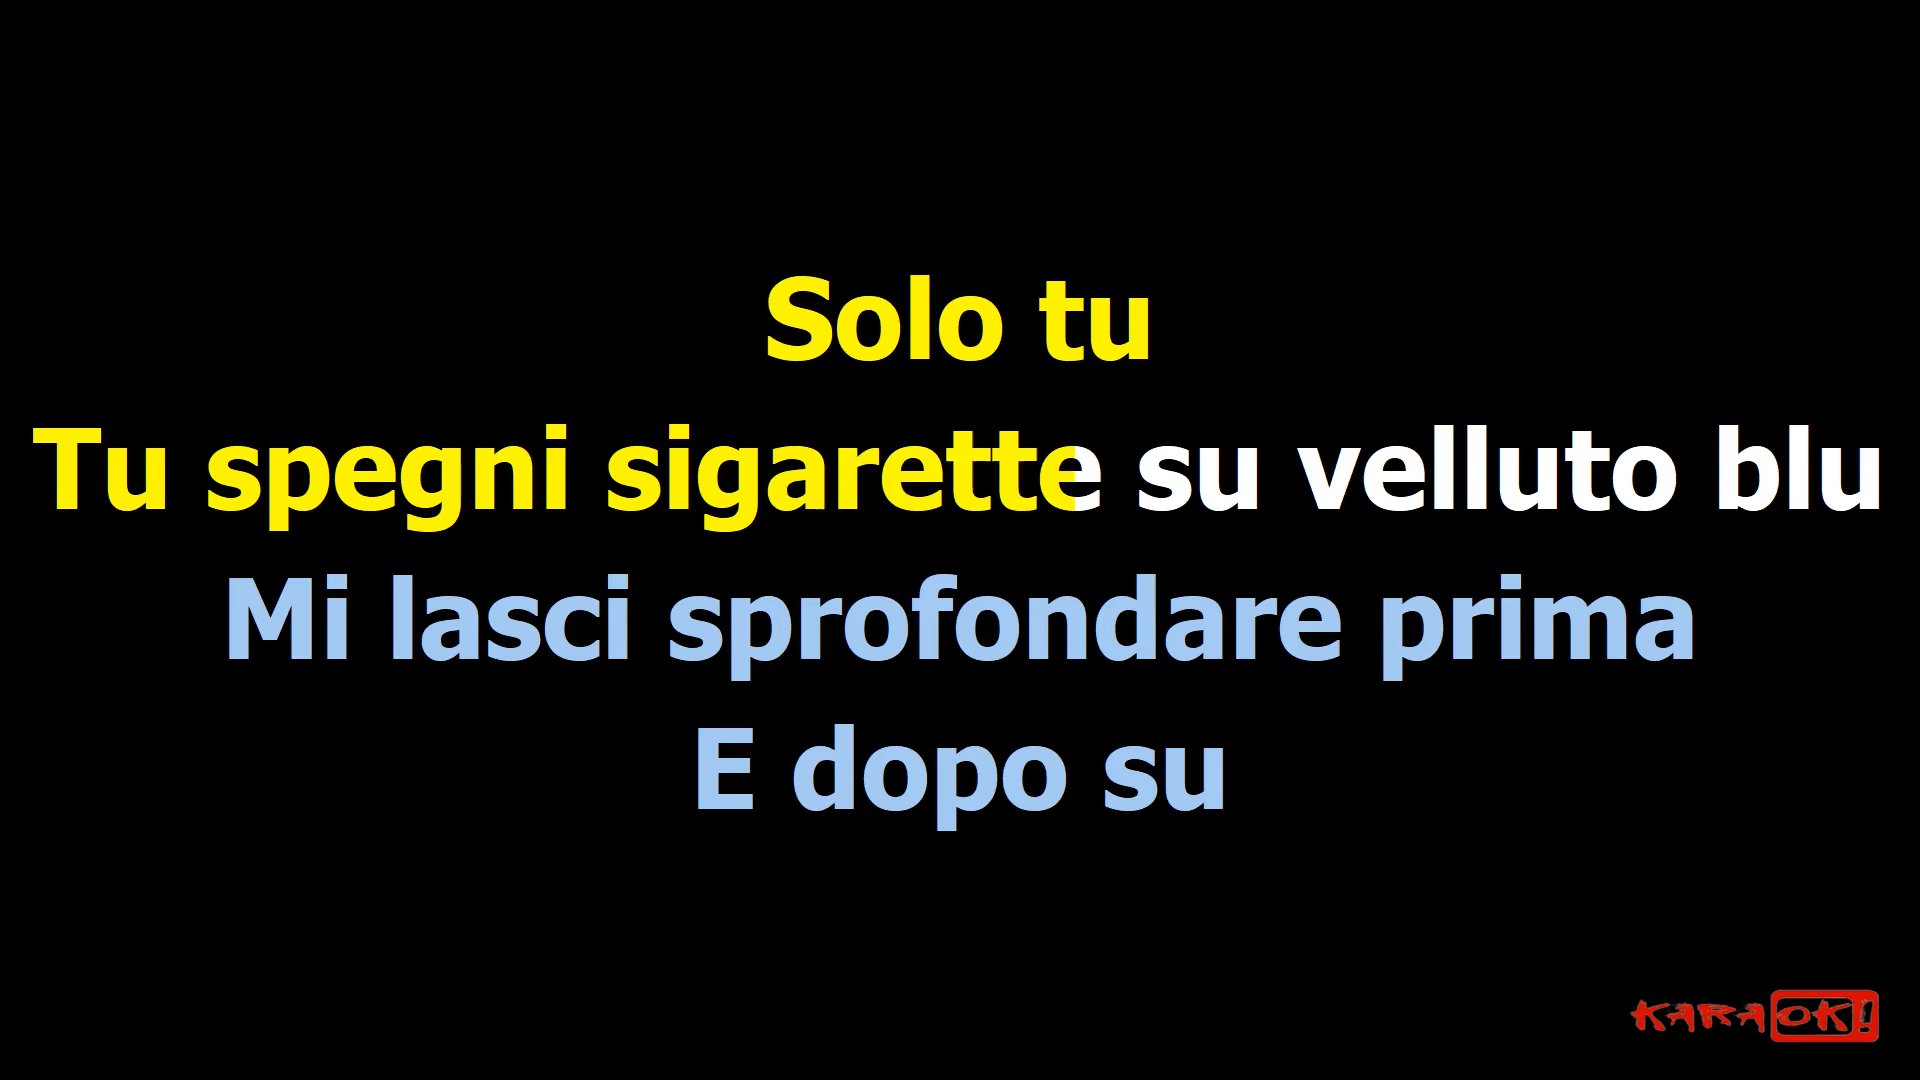 Solo tu
Tu spegni sigarette su velluto blu
Mi lasci sprofondare prima
E dopo su
KARAOK!